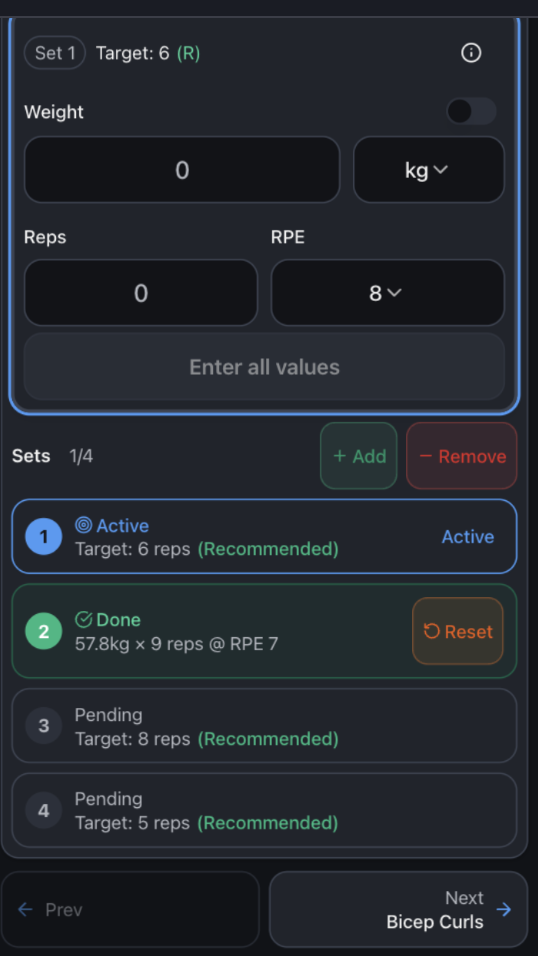 Set 1 Target: 6 (R)
Weight
0 kg
Reps RPE
0 8
Enter all values
Sets 1/4 + Add − Remove
1 Active Active
Target: 6 reps (Recommended)
2 Done Reset
57.8kg × 9 reps @ RPE 7
3 Pending
Target: 8 reps (Recommended)
4 Pending
Target: 5 reps (Recommended)
← Prev Next →
Bicep Curls